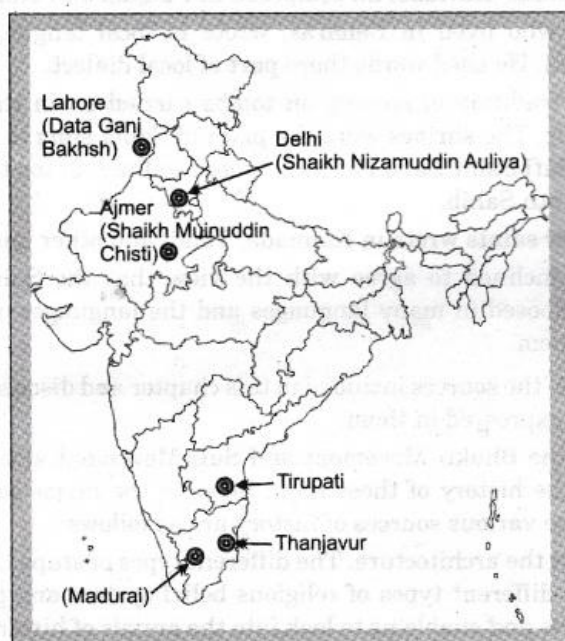 Lahore
(Data Ganj
Bakhsh)
Delhi
(Shaikh Nizamuddin Auliya)
Ajmer
(Shaikh Muinuddin
Chisti)
Tirupati
Thanjavur
(Madurai)